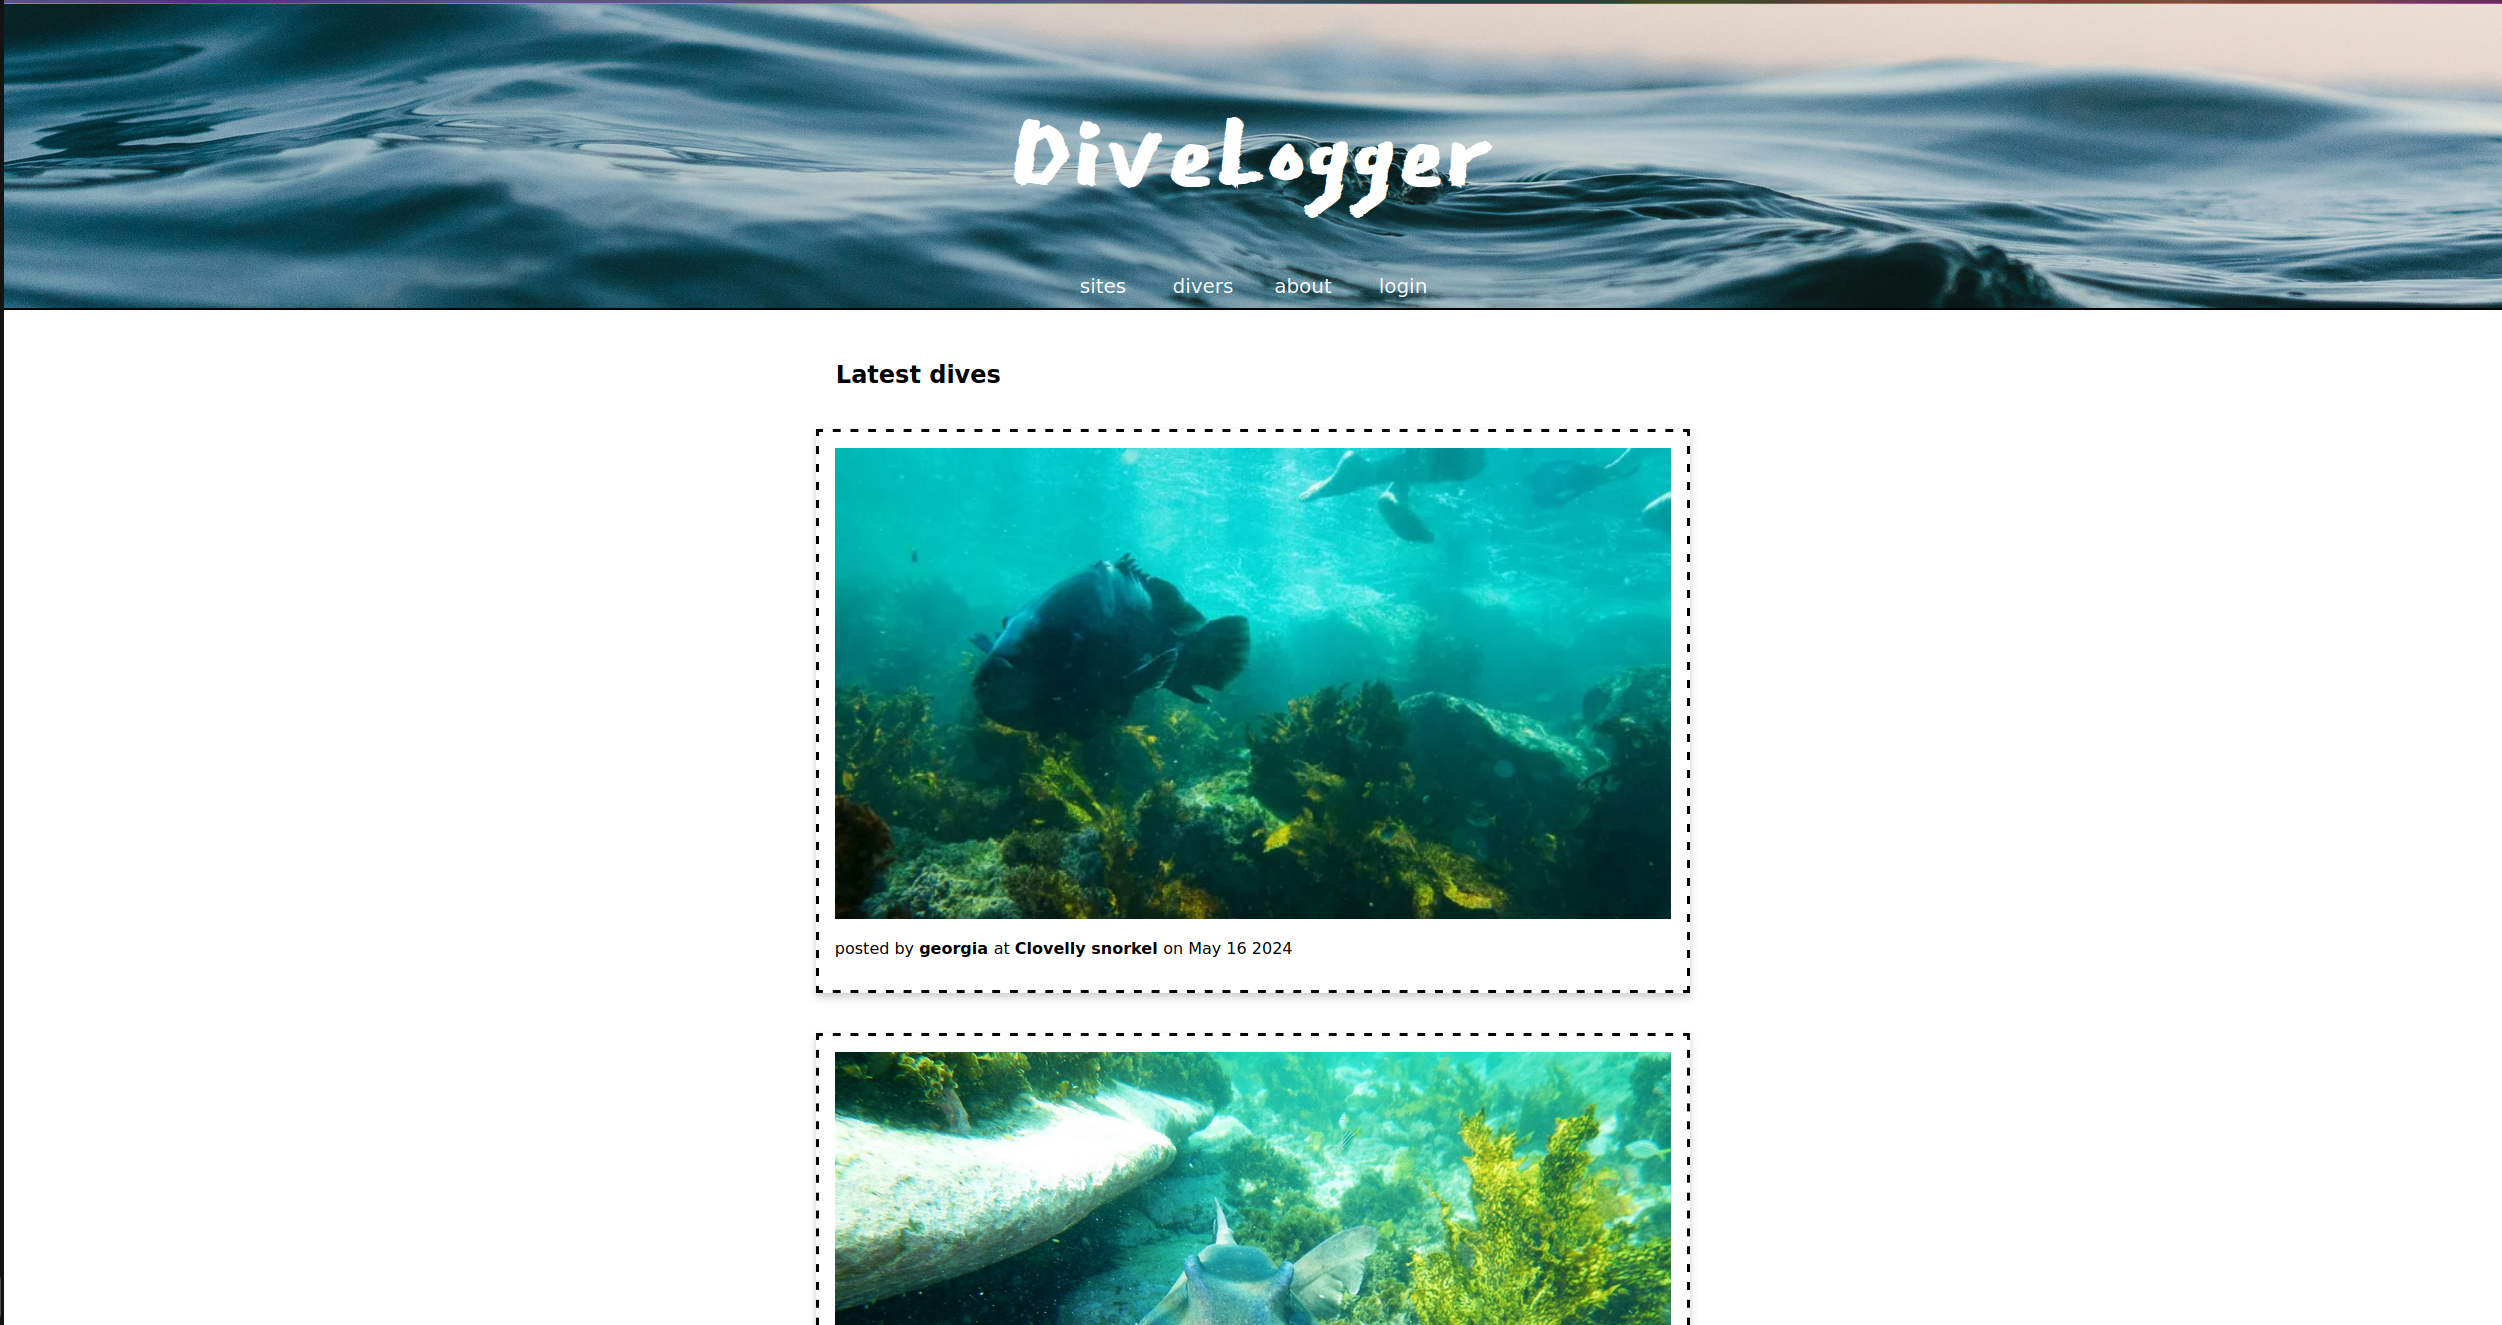 DiveLogger
sites divers about login
Latest dives
posted by georgia at Clovelly snorkel on May 16 2024